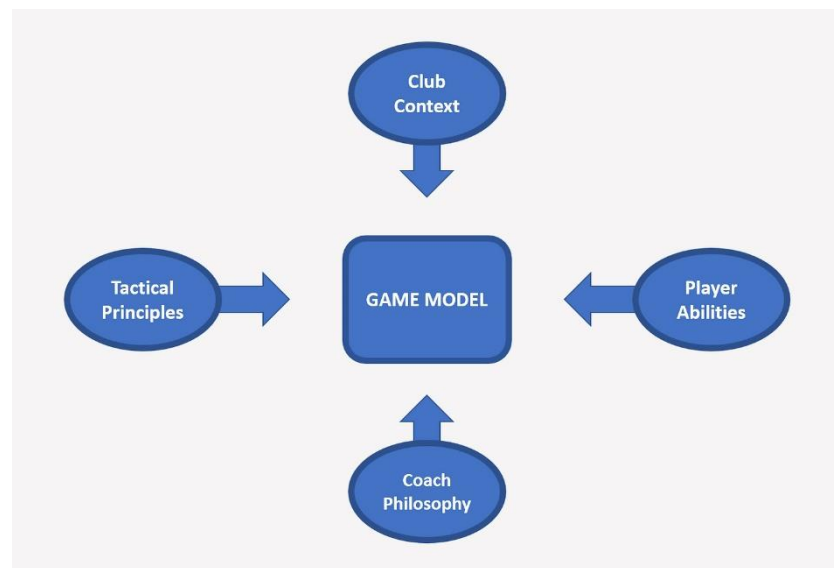 Club
Context
Tactical
Principles
GAME MODEL
Player
Abilities
Coach
Philosophy